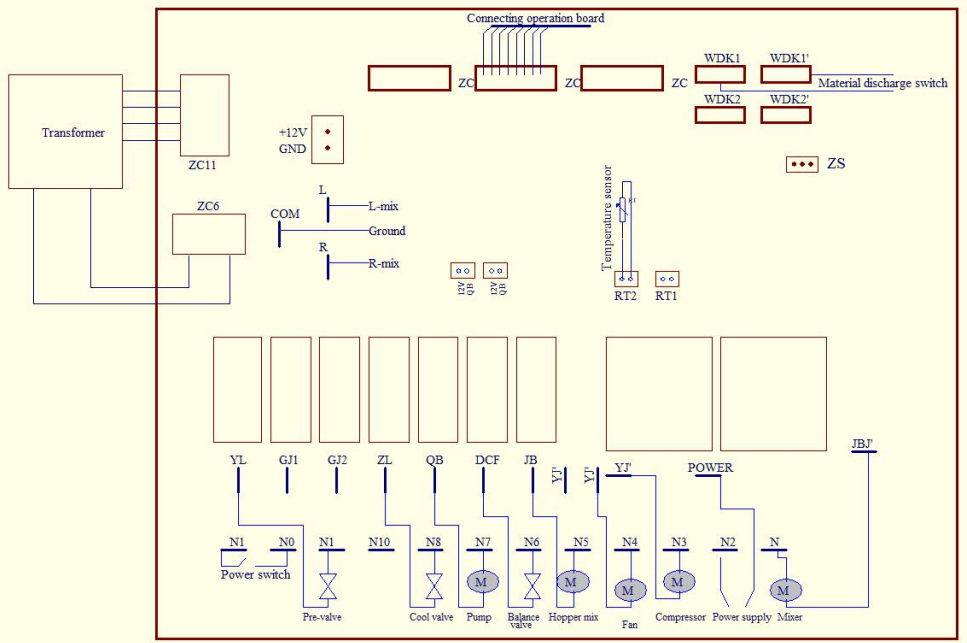 Connecting operation board
WDK1 WDK1'
ZC ZC ZC
Material discharge switch
WDK2 WDK2'
Transformer
+12V
GND
ZC11
ZS
Temperature sensor
RT
L
L-mix
ZC6
COM
Ground
R
R-mix
12V
QB
12V
QB
RT2 RT1
JBJ'
YL GJ1 GJ2 ZL QB DCF JB YJ' YJ' YJ' POWER
N1 N0 N1 N10 N8 N7 N6 N5 N4 N3 N2 N
Power switch
M M M M M
Pre-valve Cool valve Pump Balance valve Hopper mix Fan Compressor Power supply Mixer